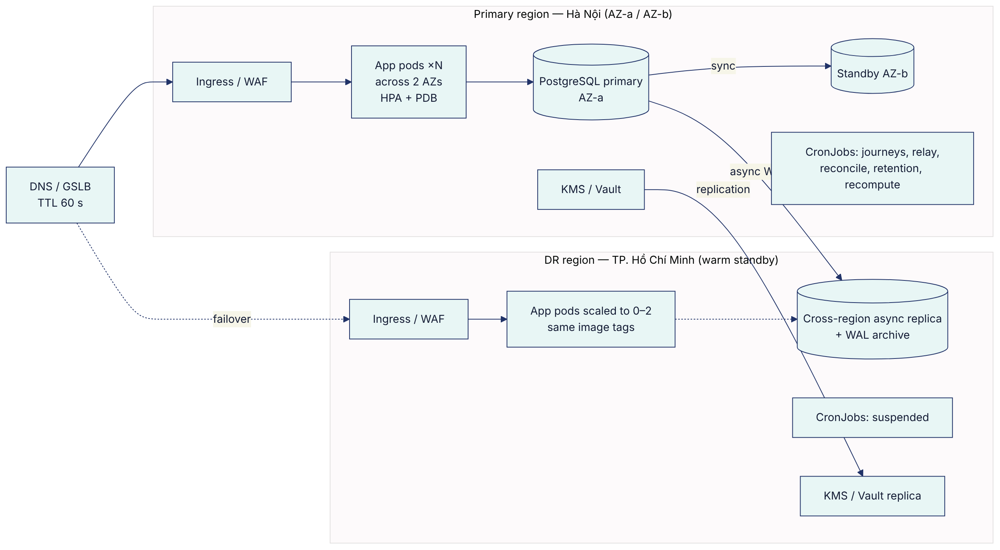 Primary region — Hà Nội (AZ-a / AZ-b)
Ingress / WAF
App pods ×N
across 2 AZs
HPA + PDB
PostgreSQL primary
AZ-a
sync
Standby AZ-b
CronJobs: journeys, relay,
reconcile, retention,
recompute
async
KMS / Vault
replication
DNS / GSLB
TTL 60 s
DR region — TP. Hồ Chí Minh (warm standby)
failover
Ingress / WAF
App pods scaled to 0–2
same image tags
Cross-region async replica
+ WAL archive
CronJobs: suspended
KMS / Vault replica